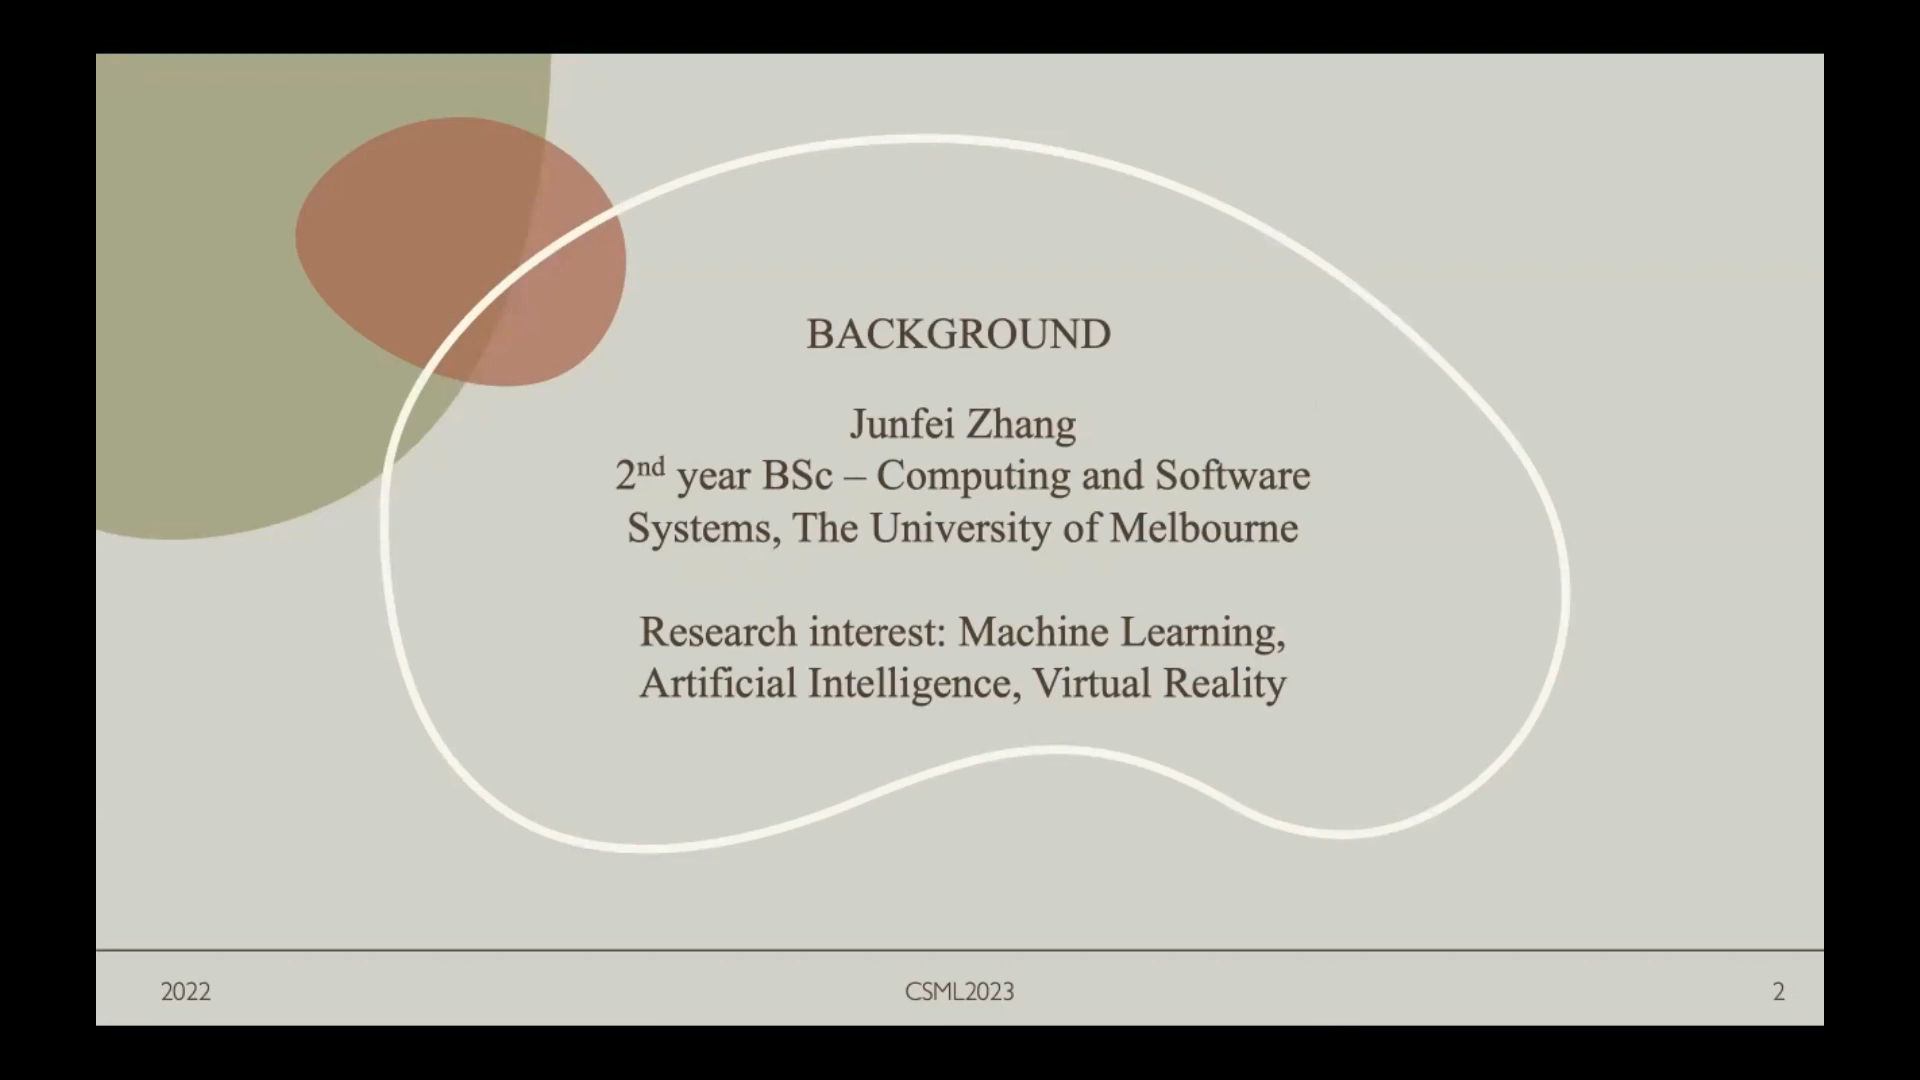 BACKGROUND
Junfei Zhang
2nd year BSc – Computing and Software
Systems, The University of Melbourne
Research interest: Machine Learning,
Artificial Intelligence, Virtual Reality
2022
CSML2023
2